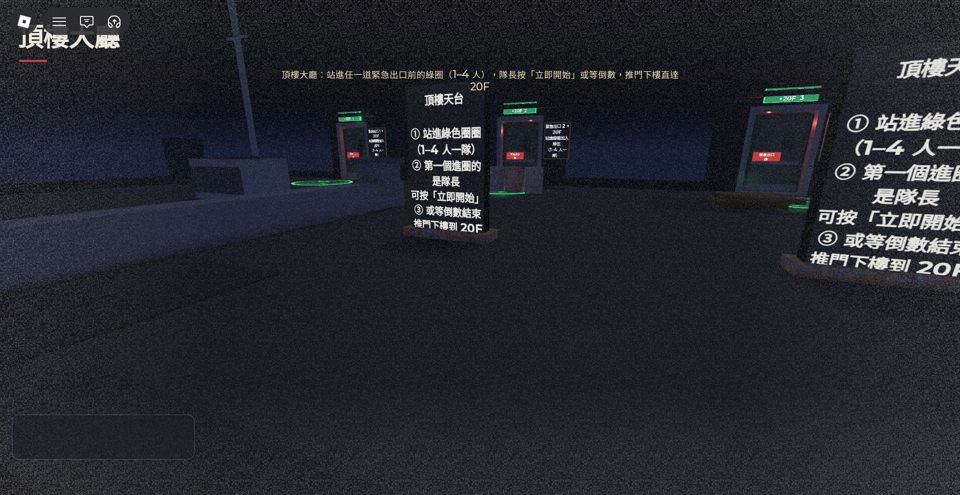 頂樓大廳
頂樓大廳：站進任一道緊急出口前的綠圈（1–4 人），隊長按「立即開始」或等倒數，推門下樓直達
20F
頂樓天台
① 站進綠色圈圈
（1–4 人一隊）
② 第一個進圈的
是隊長
可按「立即開始」
③ 或等倒數結束
推門下樓到 20F
頂樓天
① 站進綠色
（1–4 人一
② 第一個進圈
是隊長
可按「立即開始
③ 或等倒數結
推門下樓到 20F